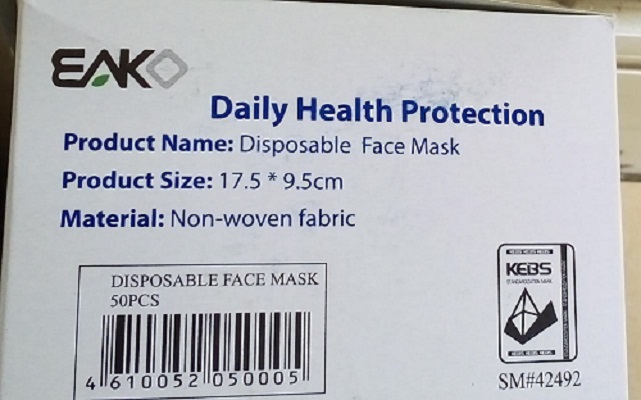 EAKO
Daily Health Protection
Product Name: Disposable Face Mask
Product Size: 17.5 * 9.5cm
Material: Non-woven fabric
DISPOSABLE FACE MASK
50PCS
4 610052 050005
KEBS
SM#42492